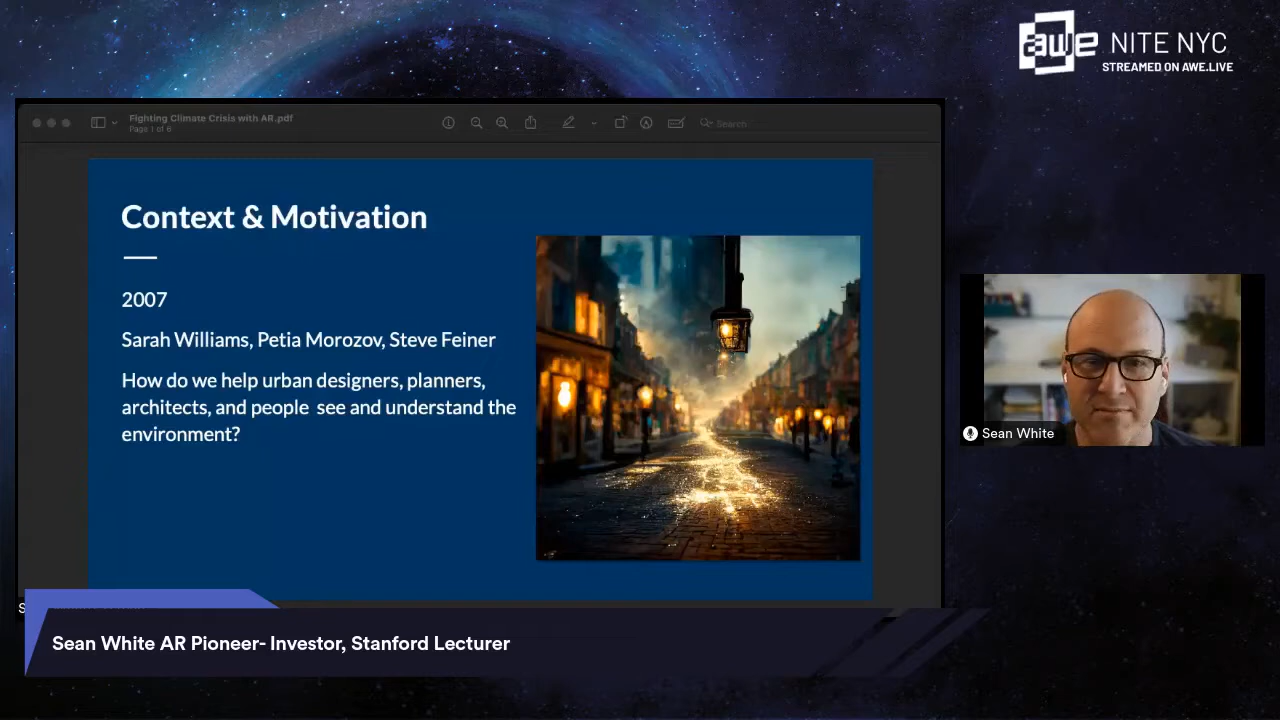 awe NITE NYC
STREAMED ON AWE.LIVE
Fighting Climate Crisis with AR.pdf
Page 1 of 6
Search
Context & Motivation
2007
Sarah Williams, Petia Morozov, Steve Feiner
How do we help urban designers, planners,
architects, and people see and understand the
environment?
Sean White
Sean White AR Pioneer- Investor, Stanford Lecturer